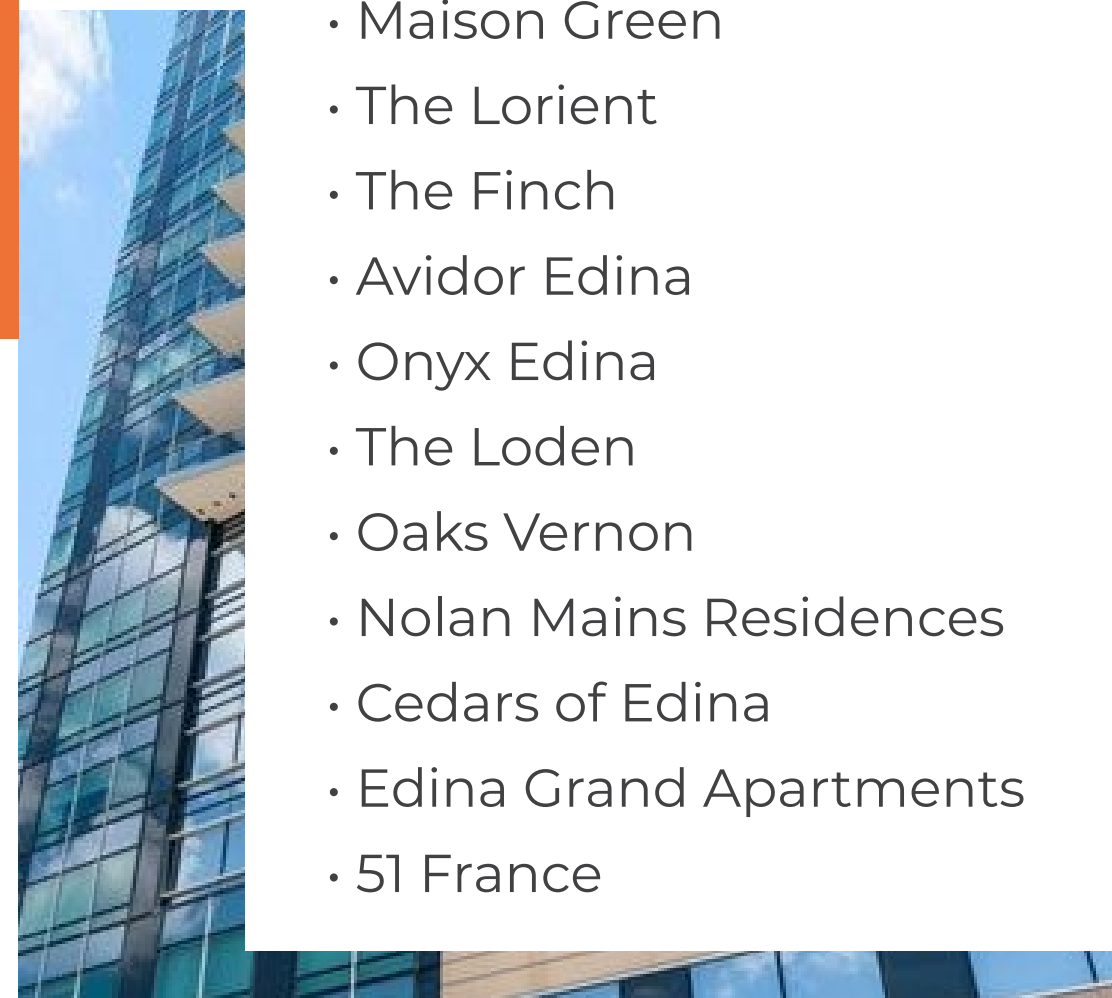 • Maison Green
• The Lorient
• The Finch
• Avidor Edina
• Onyx Edina
• The Loden
• Oaks Vernon
• Nolan Mains Residences
• Cedars of Edina
• Edina Grand Apartments
• 51 France